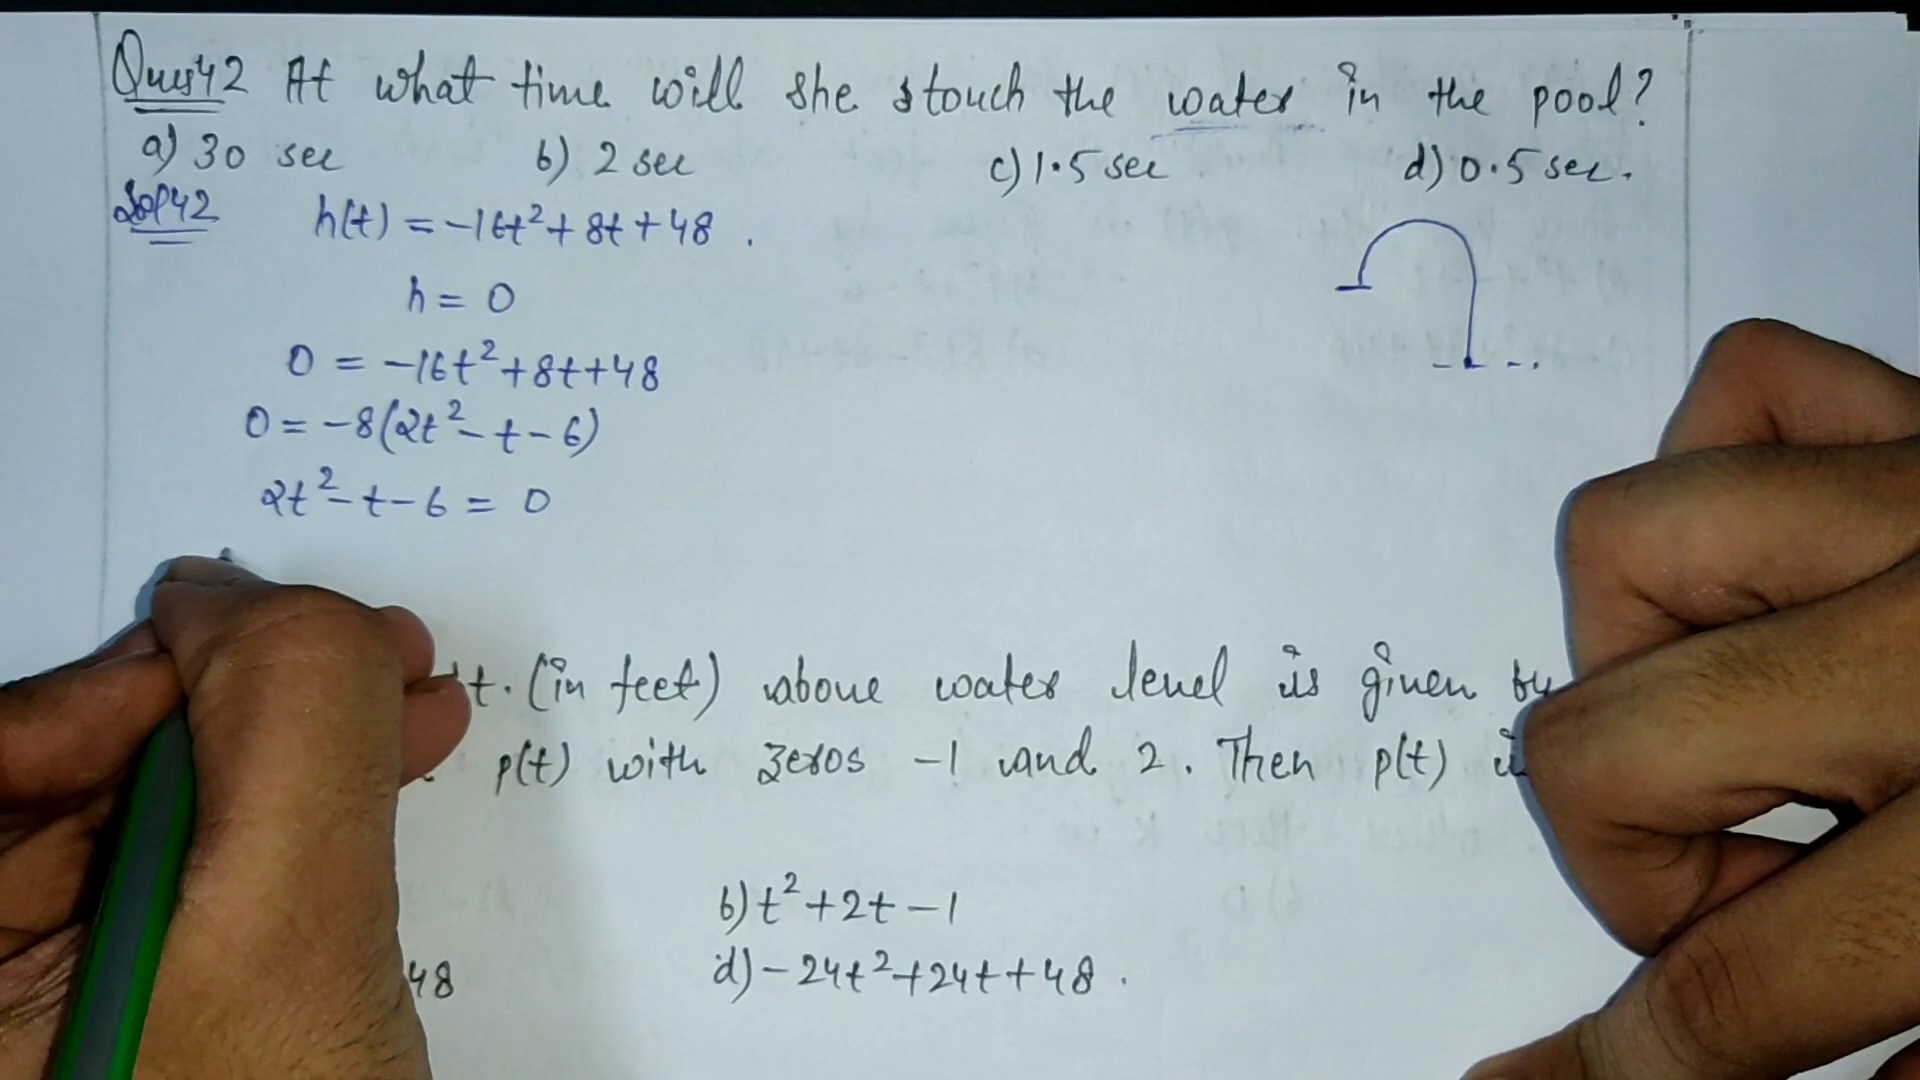 Ques42 At what time will she touch the water in the pool?
a) 30 sec b) 2 sec c) 1.5 sec d) 0.5 sec.
Sol42 h(t) = -16t²+ 8t + 48 .
h = 0
0 = -16t²+8t+48
0 = -8(2t²- t - 6)
2t²- t - 6 = 0
t. (in feet) above water level is given by
p(t) with zeros -1 and 2. Then p(t) i
b) t²+2t-1
48 d) -24t²+24t+48 .